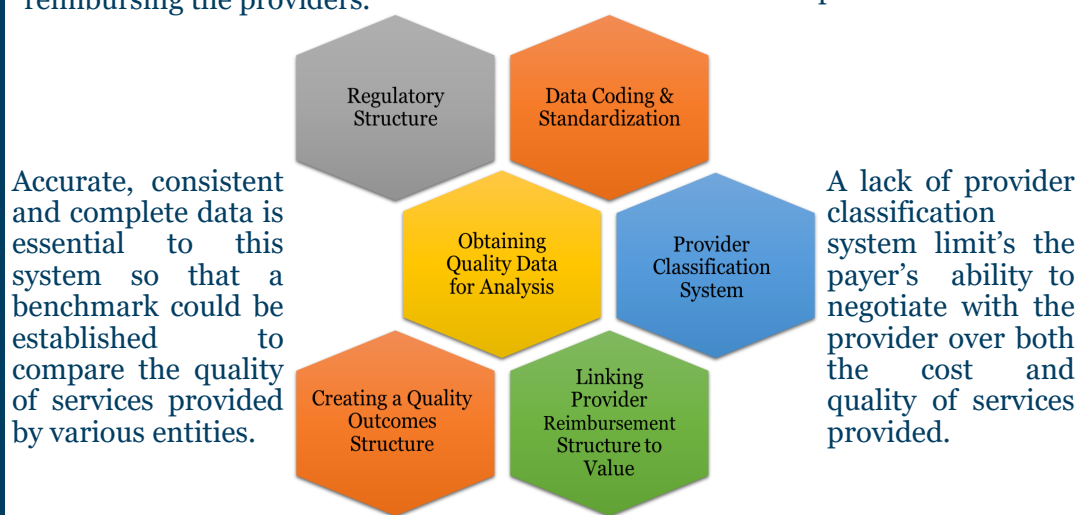 reimbursing the providers.
Regulatory
Structure
Data Coding &
Standardization
Accurate, consistent
and complete data is
essential to this
system so that a
benchmark could be
established to
compare the quality
of services provided
by various entities.
Obtaining
Quality Data
for Analysis
Provider
Classification
System
A lack of provider
classification
system limit's the
payer's ability to
negotiate with the
provider over both
the cost and
quality of services
provided.
Creating a Quality
Outcomes
Structure
Linking
Provider
Reimbursement
Structure to
Value